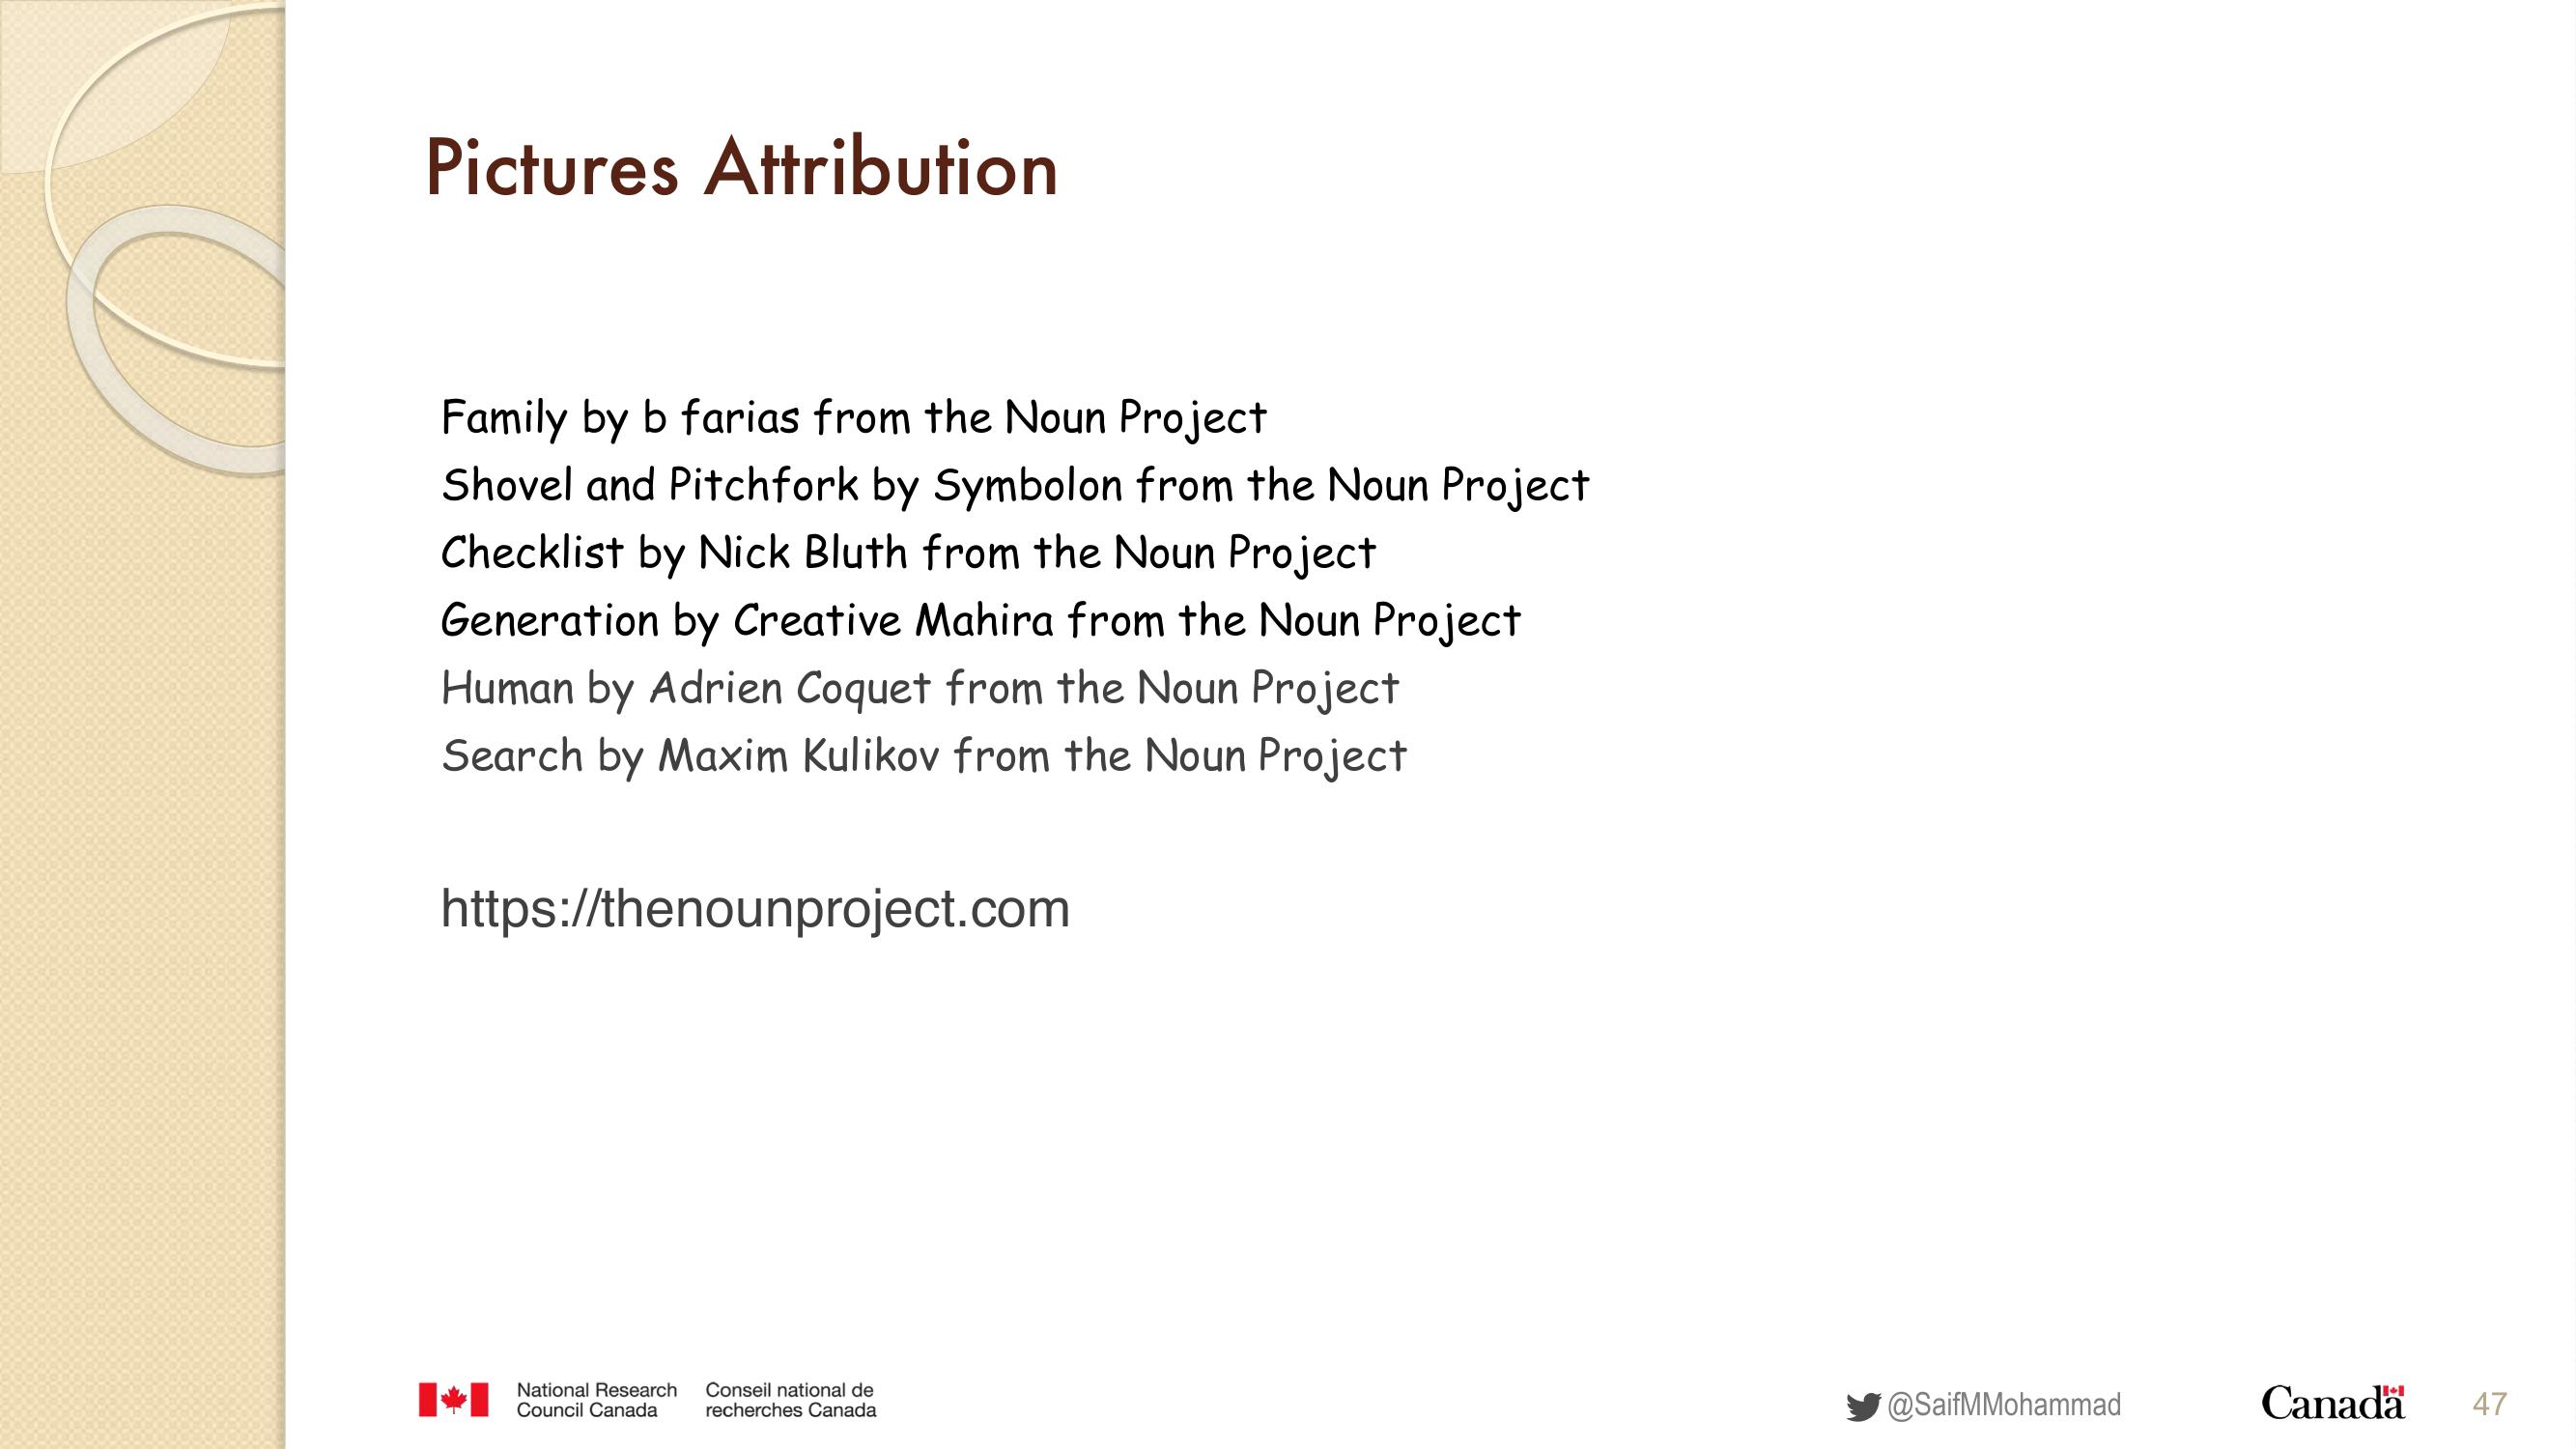 Pictures Attribution
Family by b farias from the Noun Project
Shovel and Pitchfork by Symbolon from the Noun Project
Checklist by Nick Bluth from the Noun Project
Generation by Creative Mahira from the Noun Project
Human by Adrien Coquet from the Noun Project
Search by Maxim Kulikov from the Noun Project
https://thenounproject.com
National Research
Council Canada
Conseil national de
recherches Canada
@SaifMMohammad
Canada
47